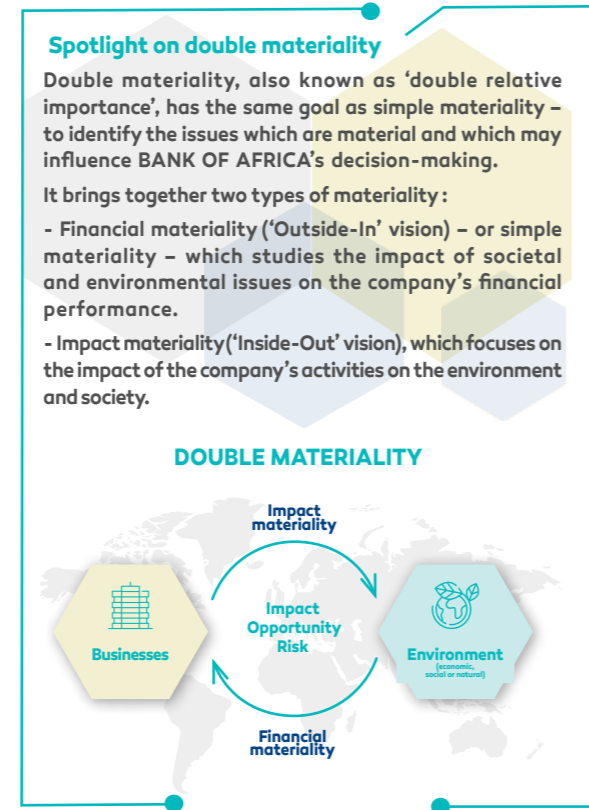 Spotlight on double materiality
Double materiality, also known as ‘double relative
importance’, has the same goal as simple materiality –
to identify the issues which are material and which may
influence BANK OF AFRICA’s decision-making.
It brings together two types of materiality :
- Financial materiality (‘Outside-In’ vision) – or simple
materiality – which studies the impact of societal
and environmental issues on the company’s financial
performance.
- Impact materiality(‘Inside-Out’ vision), which focuses on
the impact of the company’s activities on the environment
and society.
DOUBLE MATERIALITY
Impact
materiality
Businesses
Impact
Opportunity
Risk
Environment
(economic,
social or natural)
Financial
materiality